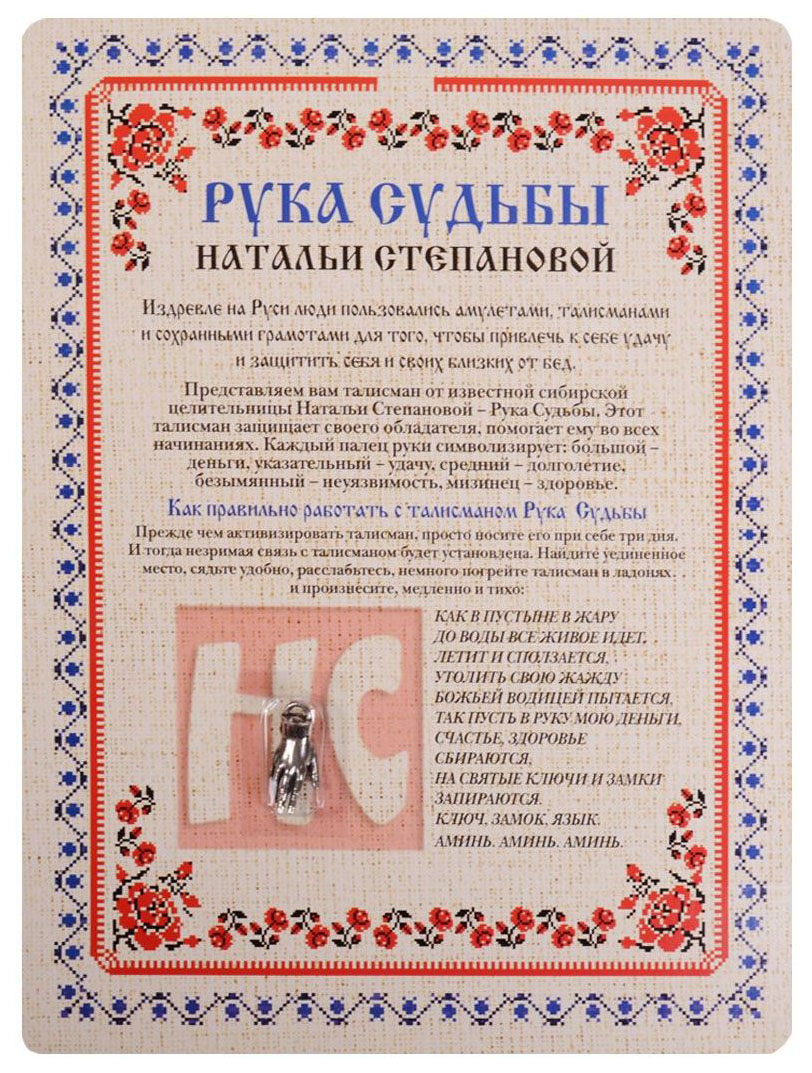 РУКА СУДЬБЫ
НАТАЛЬИ СТЕПАНОВОЙ
Издревле на Руси люди пользовались амулетами, талисманами
и сохранными грамотами для того, чтобы привлечь к себе удачу
и защитить себя и своих близких от бед.
Представляем вам талисман от известной сибирской
целительницы Натальи Степановой – Рука Судьбы. Этот
талисман защищает своего обладателя, помогает ему во всех
начинаниях. Каждый палец руки символизирует: большой –
деньги, указательный – удачу, средний – долголетие,
безымянный – неуязвимость, мизинец – здоровье.
Как правильно работать с талисманом Рука Судьбы
Прежде чем активизировать талисман, просто носите его при себе три дня.
И тогда незримая связь с талисманом будет установлена. Найдите уединенное
место, сядьте удобно, расслабьтесь, немного погрейте талисман в ладонях
и произнесите, медленно и тихо:
КАК В ПУСТЫНЕ В ЖАРУ
ДО ВОДЫ ВСЕ ЖИВОЕ ИДЕТ,
ЛЕТИТ И СПОЛЗАЕТСЯ,
УТОЛИТЬ СВОЮ ЖАЖДУ
БОЖЬЕЙ ВОДИЦЕЙ ПЫТАЕТСЯ,
ТАК ПУСТЬ В РУКУ МОЮ ДЕНЬГИ,
СЧАСТЬЕ, ЗДОРОВЬЕ
СБИРАЮТСЯ,
НА СВЯТЫЕ КЛЮЧИ И ЗАМКИ
ЗАПИРАЮТСЯ.
КЛЮЧ, ЗАМОК, ЯЗЫК.
АМИНЬ. АМИНЬ. АМИНЬ.
НС